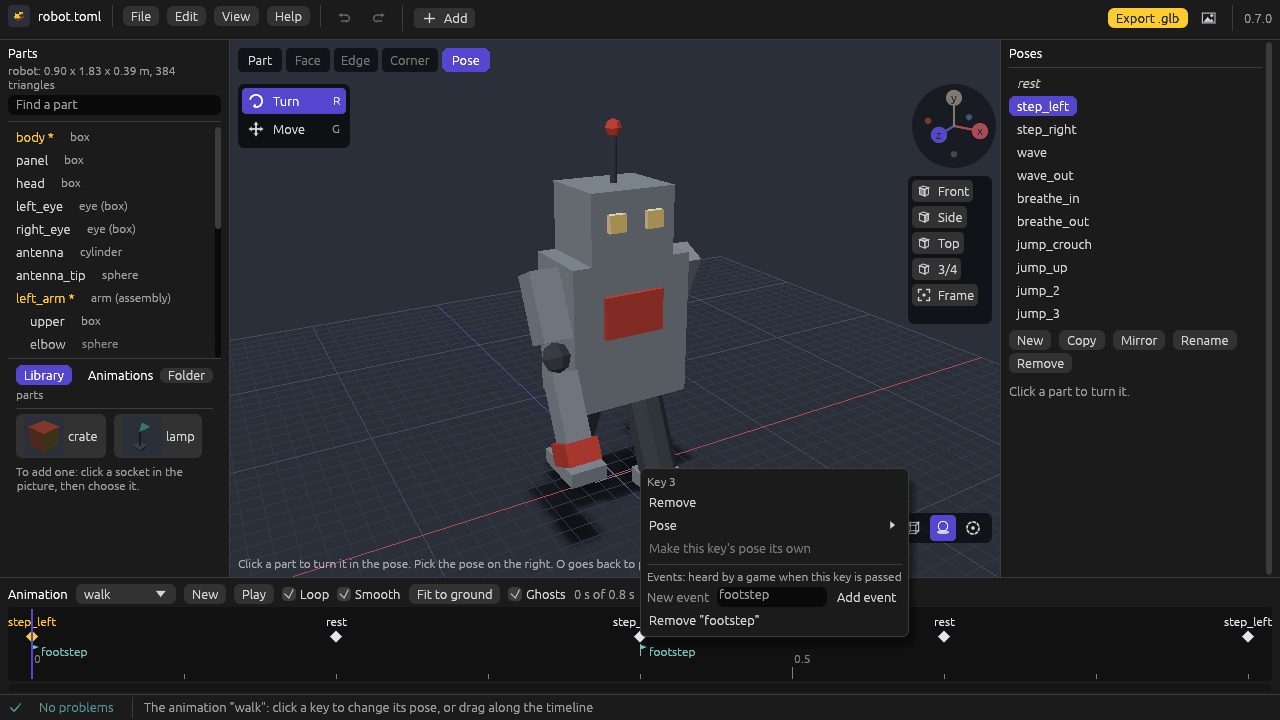 robot.toml File Edit View Help Add Export .glb 0.7.0
Parts
robot: 0.90 x 1.83 x 0.39 m, 384
triangles
Find a part
body * box
panel box
head box
left_eye eye (box)
right_eye eye (box)
antenna cylinder
antenna_tip sphere
left_arm * arm (assembly)
upper box
elbow sphere
Library Animations Folder
parts
crate lamp
To add one: click a socket in the
picture, then choose it.
Part Face Edge Corner Pose
Turn R
Move G
y
x
z
Front
Side
Top
3/4
Frame
Click a part to turn it in the pose. Pick the pose on the right. O goes back to
Poses
rest
step_left
step_right
wave
wave_out
breathe_in
breathe_out
jump_crouch
jump_up
jump_2
jump_3
New Copy Mirror Rename
Remove
Click a part to turn it.
Key 3
Remove
Pose
Make this key's pose its own
Events: heard by a game when this key is passed
New event footstep Add event
Remove "footstep"
Animation walk New Play Loop Smooth Fit to ground Ghosts 0 s of 0.8 s
step_left rest step_ rest step_left
footstep footstep
0 0.5
No problems The animation "walk": click a key to change its pose, or drag along the timeline